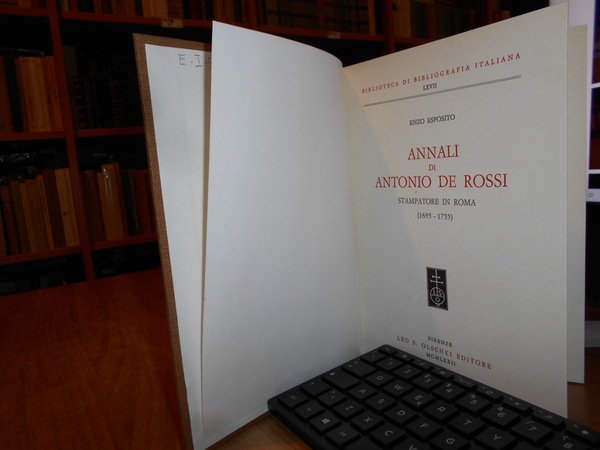 E-I
BIBLIOTECA DI BIBLIOGRAFIA ITALIANA
LXVII
ENZO ESPOSITO
ANNALI
DI
ANTONIO DE ROSSI
STAMPATORE IN ROMA
(1695-1755)
FIRENZE
LEO S. OLSCHKI EDITORE
MCMLXXII